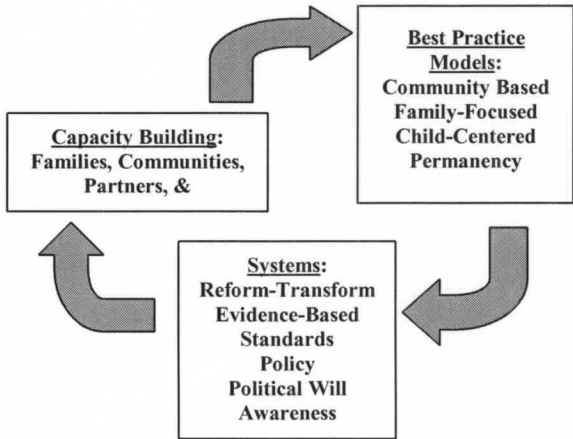 Best Practice
Models:
Community Based
Family-Focused
Child-Centered
Permanency
Capacity Building:
Families, Communities,
Partners, &
Systems:
Reform-Transform
Evidence-Based
Standards
Policy
Political Will
Awareness